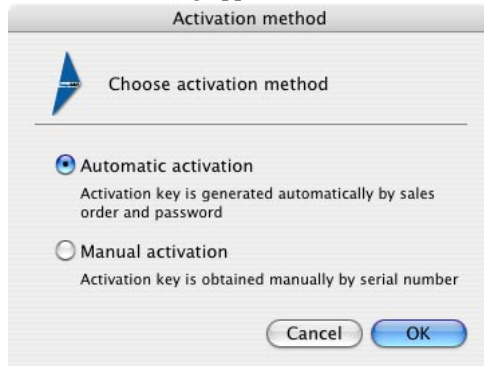 Activation method
Choose activation method
Automatic activation
Activation key is generated automatically by sales
order and password
Manual activation
Activation key is obtained manually by serial number
Cancel
OK